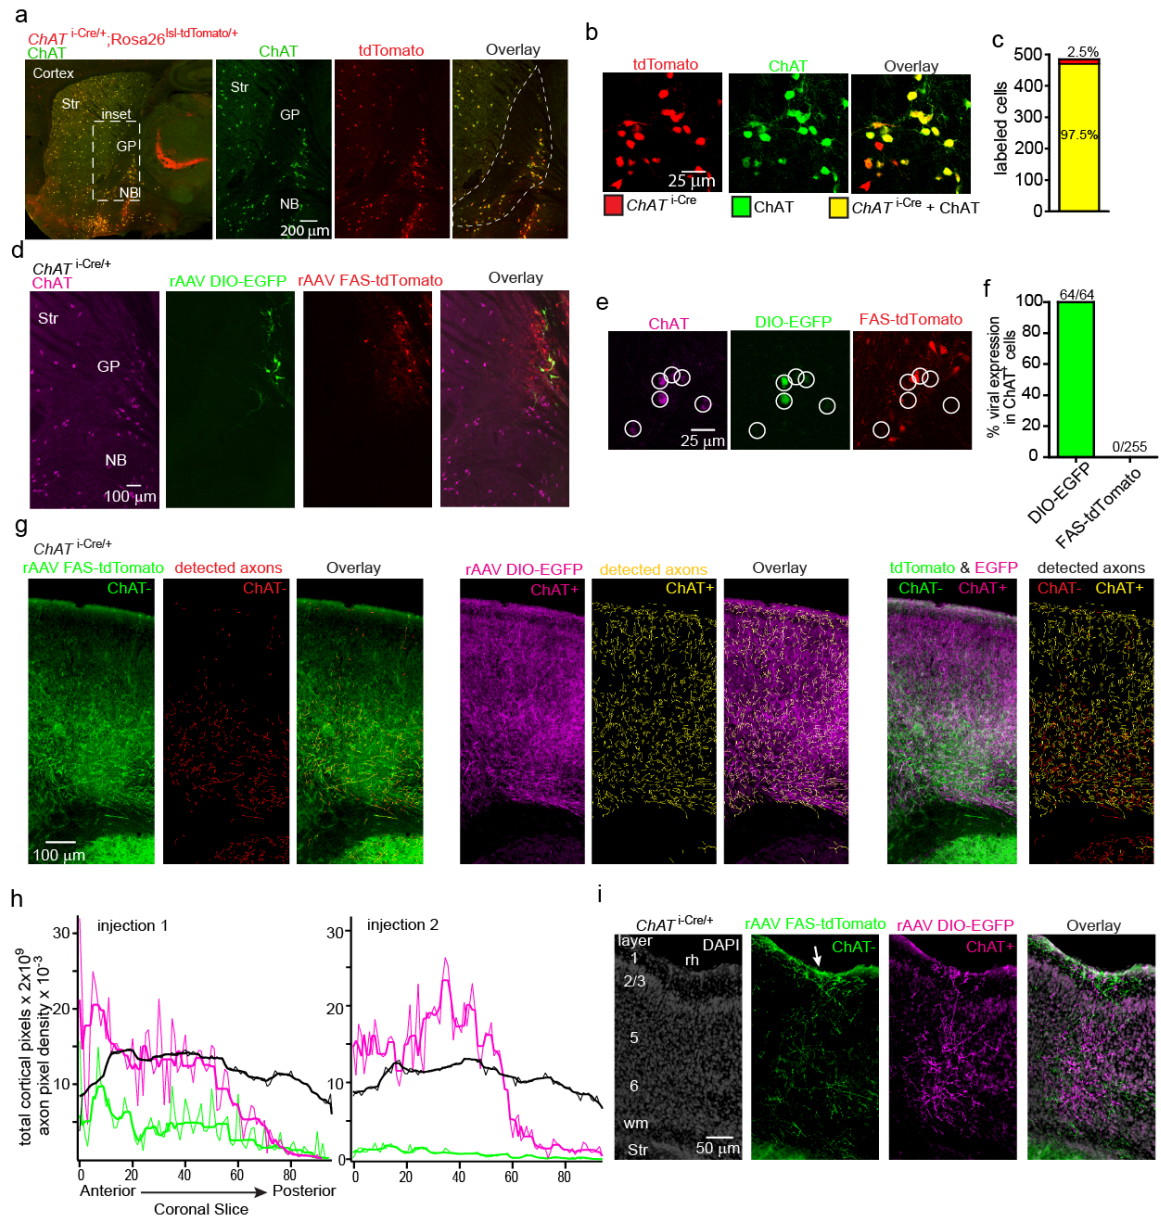 a
ChAT i-Cre/+;Rosa26lsl-tdTomato/+
ChAT
ChAT
tdTomato
Overlay
Cortex
Str
inset
GP
NB
Str
GP
NB
200 µm
b
tdTomato
ChAT
Overlay
25 µm
ChAT i-Cre
ChAT
ChAT i-Cre + ChAT
c
labelled cells
500
400
300
200
100
0
2.5%
97.5%
d
ChAT i-Cre/+
ChAT
rAAV DIO-EGFP
rAAV FAS-tdTomato
Overlay
Str
GP
NB
100 µm
e
ChAT
DIO-EGFP
FAS-tdTomato
25 µm
f
% viral expression
in ChAT+ cells
100
80
60
40
20
0
64/64
0/255
DIO-EGFP
FAS-tdTomato
g
ChAT i-Cre/+
rAAV FAS-tdTomato
detected axons
Overlay
ChAT-
ChAT-
100 µm
rAAV DIO-EGFP
detected axons
Overlay
ChAT+
ChAT+
tdTomato & EGFP
detected axons
ChAT- ChAT+
ChAT- ChAT+
h
total cortical pixels x 2x10⁹
axon pixel density x 10⁻³
injection 1
30
20
10
0
0 20 40 60 80
Anterior
Posterior
Coronal Slice
injection 2
30
20
10
0
0 20 40 60 80
i
ChAT i-Cre/+
rAAV FAS-tdTomato
rAAV DIO-EGFP
Overlay
layer
DAPI
ChAT-
ChAT+
1
rh
2/3
5
6
wm
Str
50 µm